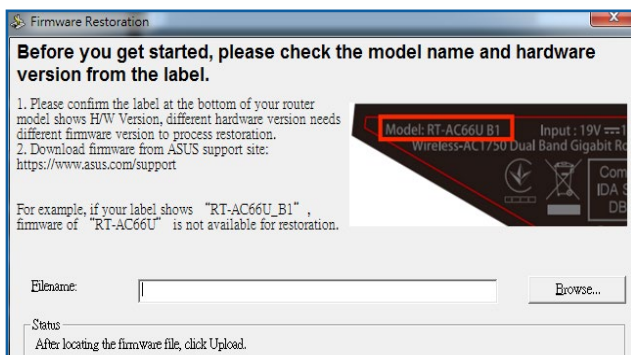 Firmware Restoration
Before you get started, please check the model name and hardware
version from the label.
1. Please confirm the label at the bottom of your router
model shows H/W Version, different hardware version needs
different firmware version to process restoration.
2. Download firmware from ASUS support site:
https://www.asus.com/support
For example, if your label shows “RT-AC66U_B1”,
firmware of “RT-AC66U” is not available for restoration.
Model: RT-AC66U B1 Input : 19V
Wireless-AC1750 Dual Band Gigabit
Com
IDA
DB
Filename:
Browse...
Status
After locating the firmware file, click Upload.